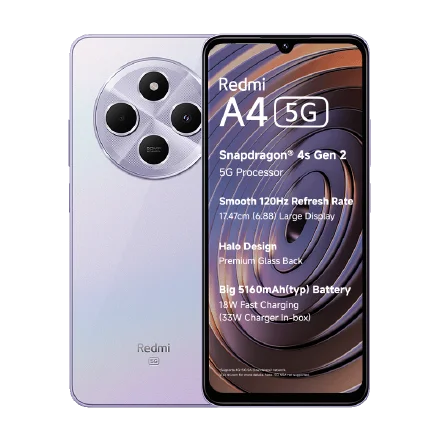 Redmi
A4 5G
Snapdragon® 4s Gen 2
5G Processor
Smooth 120Hz Refresh Rate
17.47cm (6.88) Large Display
Halo Design
Premium Glass Back
Big 5160mAh(typ) Battery
18W Fast Charging
(33W Charger in-box)
Redmi
5G